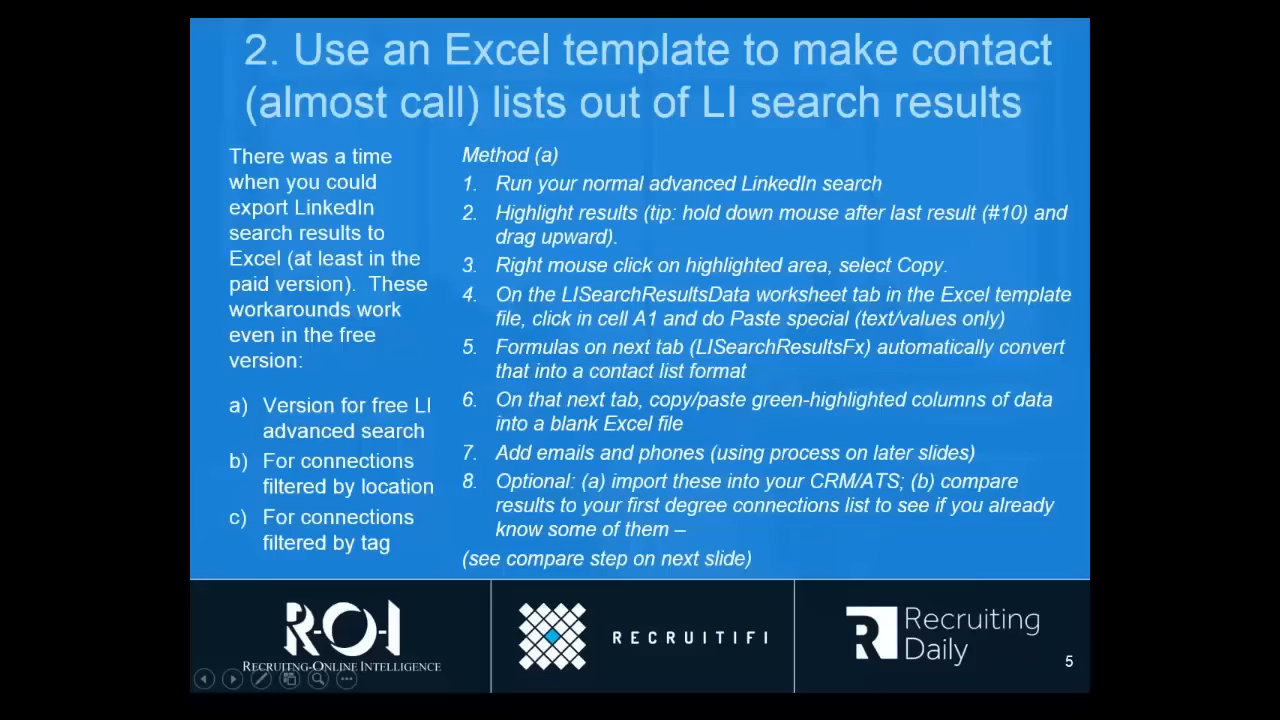 2. Use an Excel template to make contact
(almost call) lists out of LI search results
There was a time
when you could
export LinkedIn
search results to
Excel (at least in the
paid version). These
workarounds work
even in the free
version:
a) Version for free LI
advanced search
b) For connections
filtered by location
c) For connections
filtered by tag
Method (a)
1. Run your normal advanced LinkedIn search
2. Highlight results (tip: hold down mouse after last result (#10) and
drag upward).
3. Right mouse click on highlighted area, select Copy.
4. On the LISearchResultsData worksheet tab in the Excel template
file, click in cell A1 and do Paste special (text/values only)
5. Formulas on next tab (LISearchResultsFx) automatically convert
that into a contact list format
6. On that next tab, copy/paste green-highlighted columns of data
into a blank Excel file
7. Add emails and phones (using process on later slides)
8. Optional: (a) import these into your CRM/ATS; (b) compare
results to your first degree connections list to see if you already
know some of them –
(see compare step on next slide)
R-O-I
RECRUITNG-ONLINE INTELLIGENCE
RECRUITIFI
R
Recruiting
Daily
5